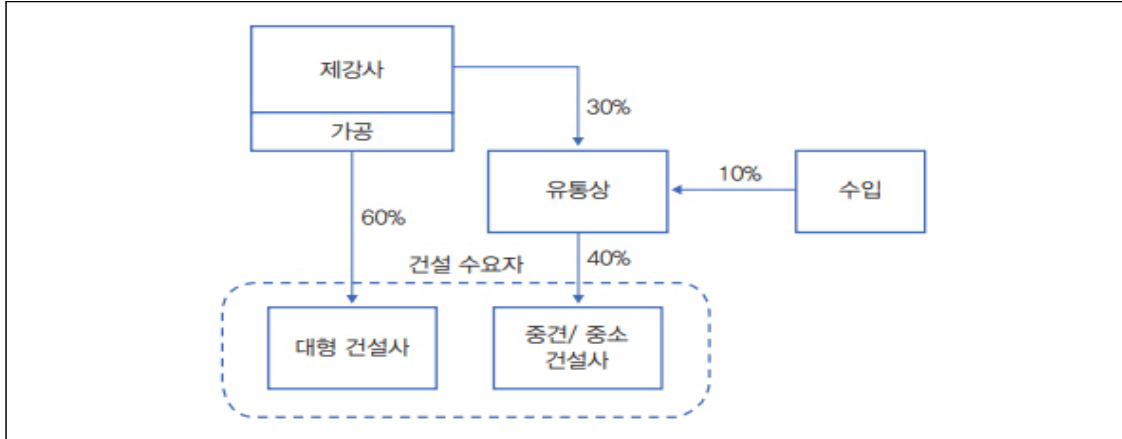 제강사
가공
30%
유통상
10%
수입
60%
40%
건설 수요자
대형 건설사
중견/ 중소
건설사